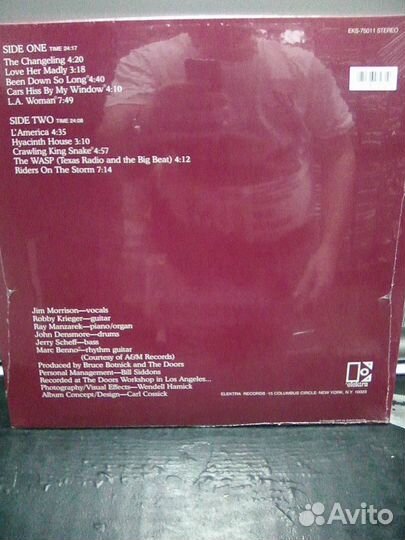 SIDE ONE TIME 24:17
EKS-75011 STEREO
The Changeling 4:20
Love Her Madly 3:18
Been Down So Long 4:40
Cars Hiss By My Window 4:10
L.A. Woman 7:49
SIDE TWO TIME 24:08
L'America 4:35
Hyacinth House 3:10
Crawling King Snake 4:57
The WASP (Texas Radio and the Big Beat) 4:12
Riders On The Storm 7:14
Jim Morrison—vocals
Robby Krieger—guitar
Ray Manzarek—piano/organ
John Densmore—drums
Jerry Scheff—bass
Marc Benno—rhythm guitar
(Courtesy of A&M Records)
Produced by Bruce Botnick and The Doors
Personal Management—Bill Siddons
Recorded at The Doors Workshop in Los Angeles...
Photography/Visual Effects—Wendell Hamick
Album Concept/Design—Carl Cossick
elektra
ELEKTRA RECORDS 15 COLUMBUS CIRCLE NEW YORK, N.Y. 10023
Avito